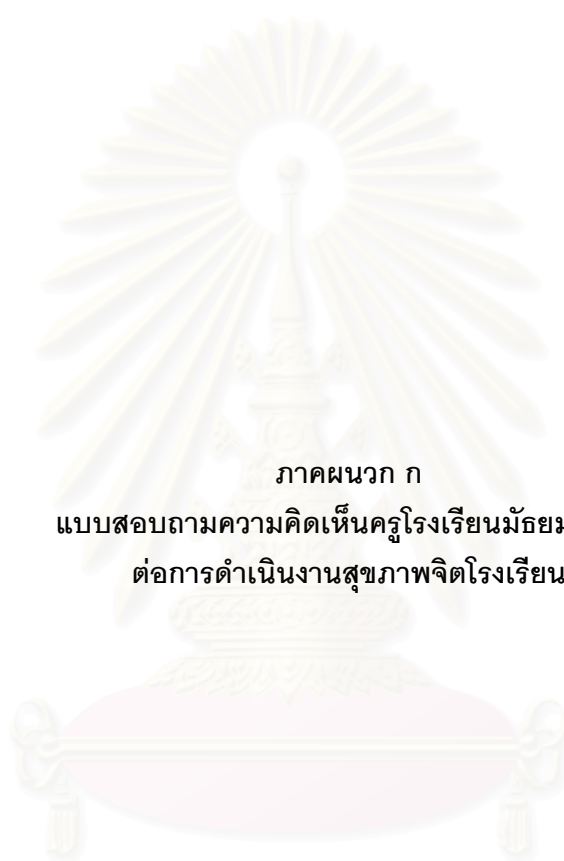 ภาคผนวก ก
แบบสอบถามความคิดเห็นครูโรงเรียนมัธยม
ต่อการดำเนินงานสุขภาพจิตโรงเรียน